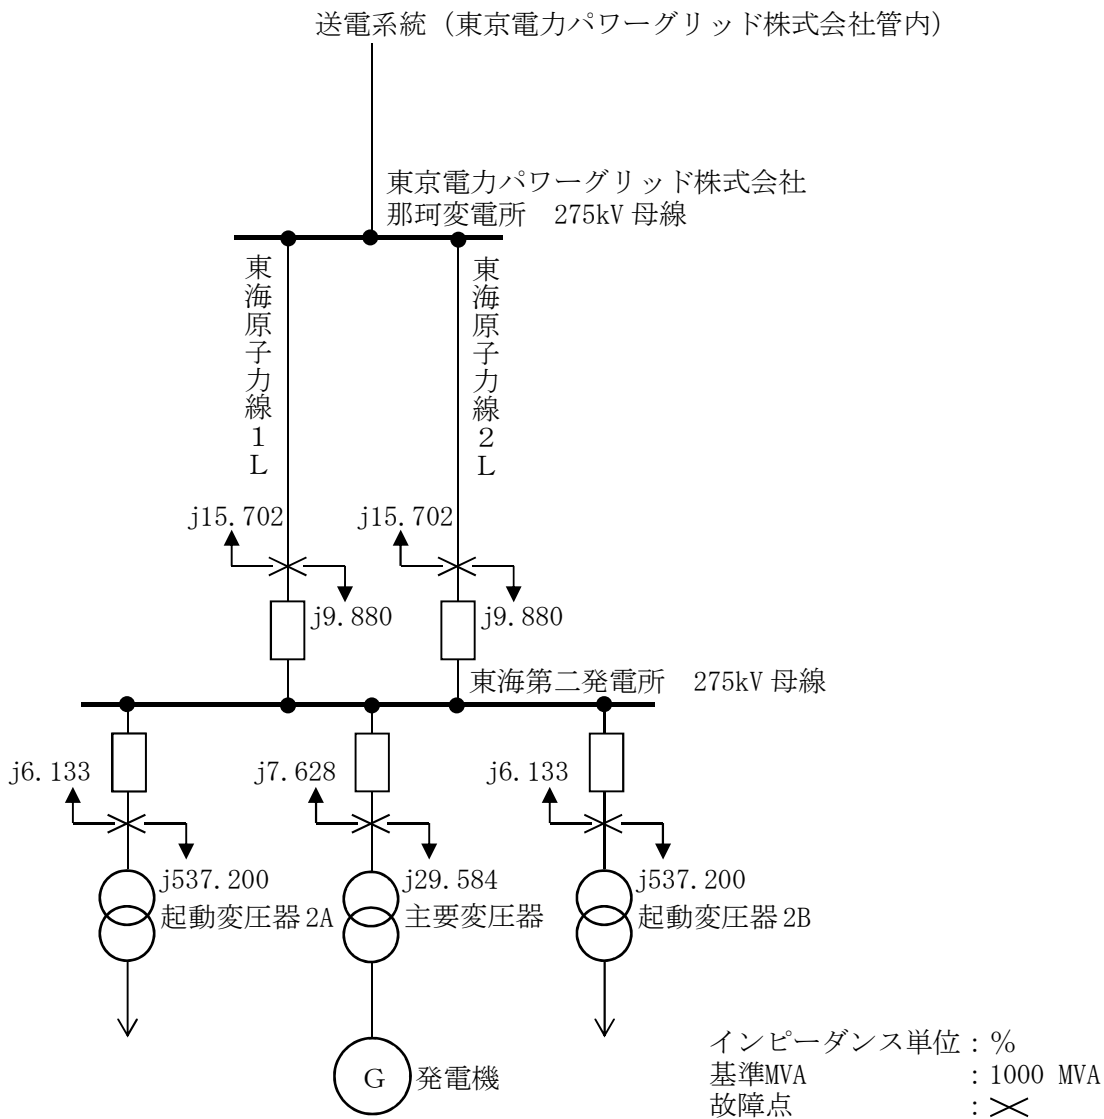 送電系統（東京電力パワーグリッド株式会社管内）
東京電力パワーグリッド株式会社
那珂変電所　275kV 母線
東海原子力線１L
東海原子力線２L
j15.702
j15.702
j9.880
j9.880
東海第二発電所　275kV 母線
j6.133
j7.628
j6.133
j537.200
j29.584
j537.200
起動変圧器 2A
主要変圧器
起動変圧器 2B
G
発電機
インピーダンス単位：%
基準MVA：1000 MVA
故障点：